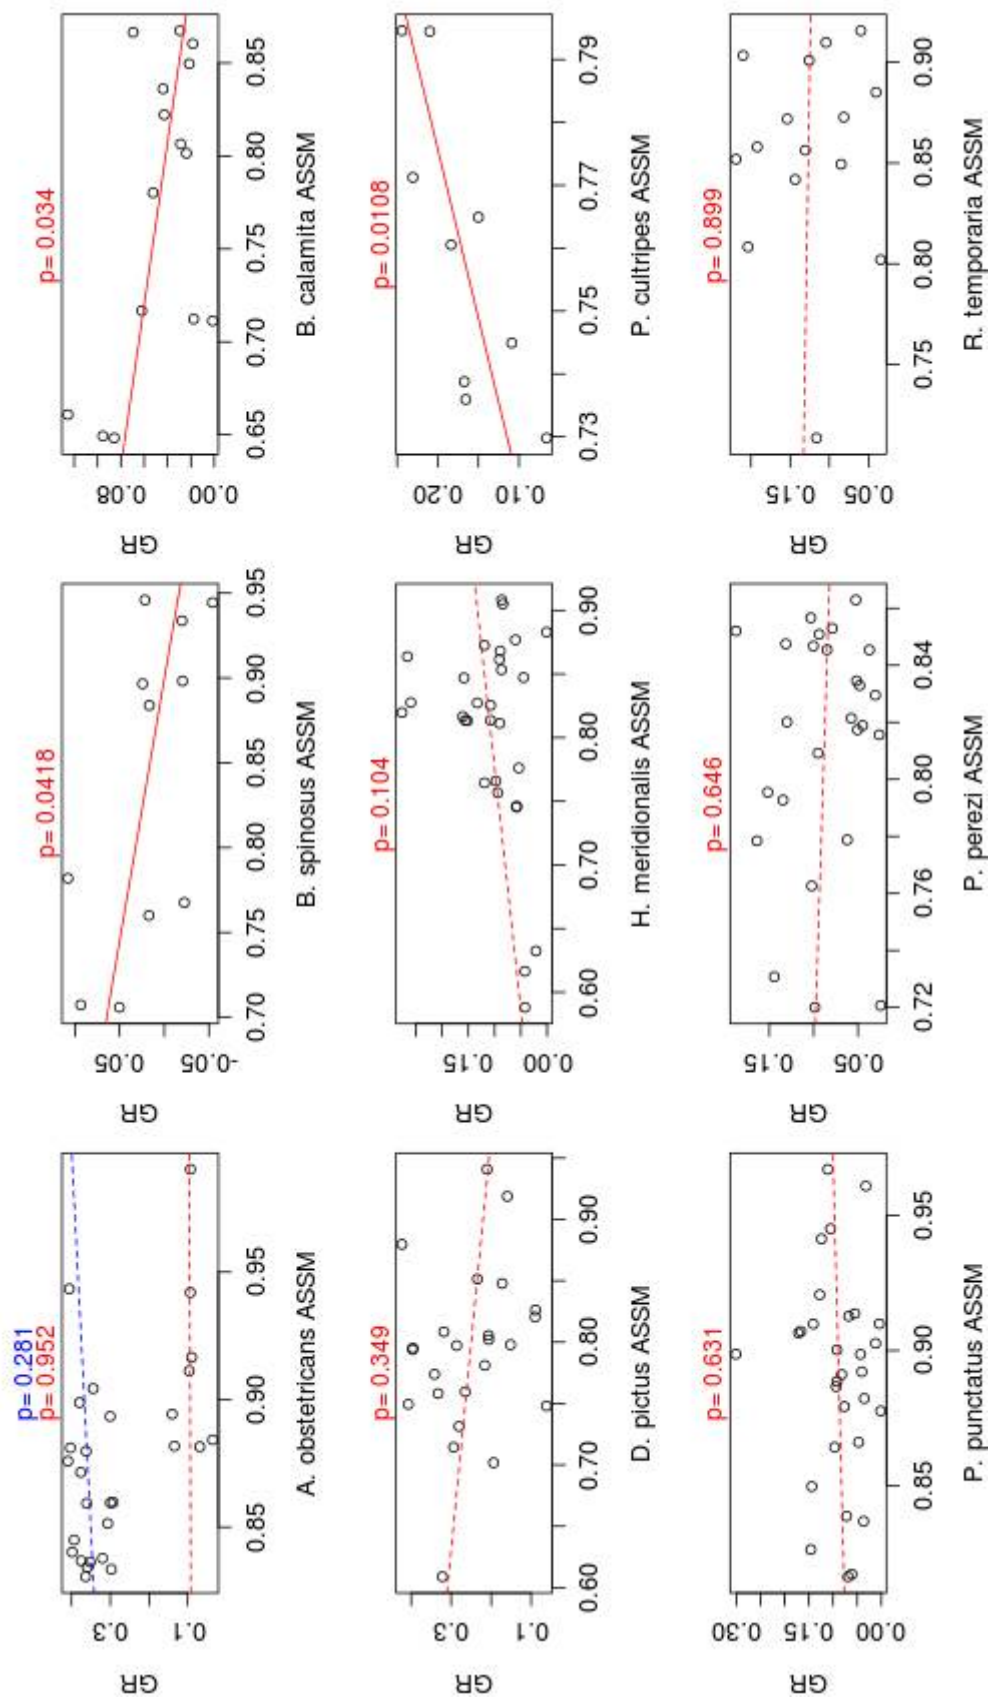 p= 0.281
p= 0.952
GR
0.3
0.1
0.85 0.90 0.95
A. obstetricans ASSM
p= 0.0418
GR
0.05
-0.05
0.70 0.75 0.80 0.85 0.90 0.95
B. spinosus ASSM
p= 0.034
GR
0.08
0.00
0.65 0.70 0.75 0.80 0.85
B. calamita ASSM
p= 0.349
GR
0.3
0.1
0.60 0.70 0.80 0.90
D. pictus ASSM
p= 0.104
GR
0.15
0.00
0.60 0.70 0.80 0.90
H. meridionalis ASSM
p= 0.0108
GR
0.20
0.10
0.73 0.75 0.77 0.79
P. cultripes ASSM
p= 0.631
GR
0.30
0.15
0.00
0.85 0.90 0.95
P. punctatus ASSM
p= 0.646
GR
0.15
0.05
0.72 0.76 0.80 0.84
P. perezi ASSM
p= 0.899
GR
0.15
0.05
0.75 0.80 0.85 0.90
R. temporaria ASSM